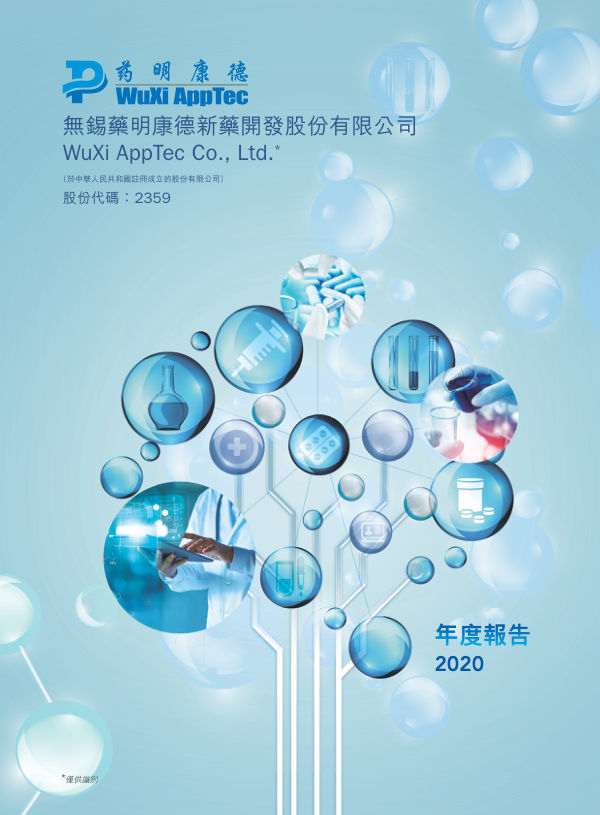 药明康德
WuXi AppTec
無錫藥明康德新藥開發股份有限公司
WuXi AppTec Co., Ltd.*
（於中華人民共和國註冊成立的股份有限公司）
股份代碼：2359
年度報告
2020
*僅供識別